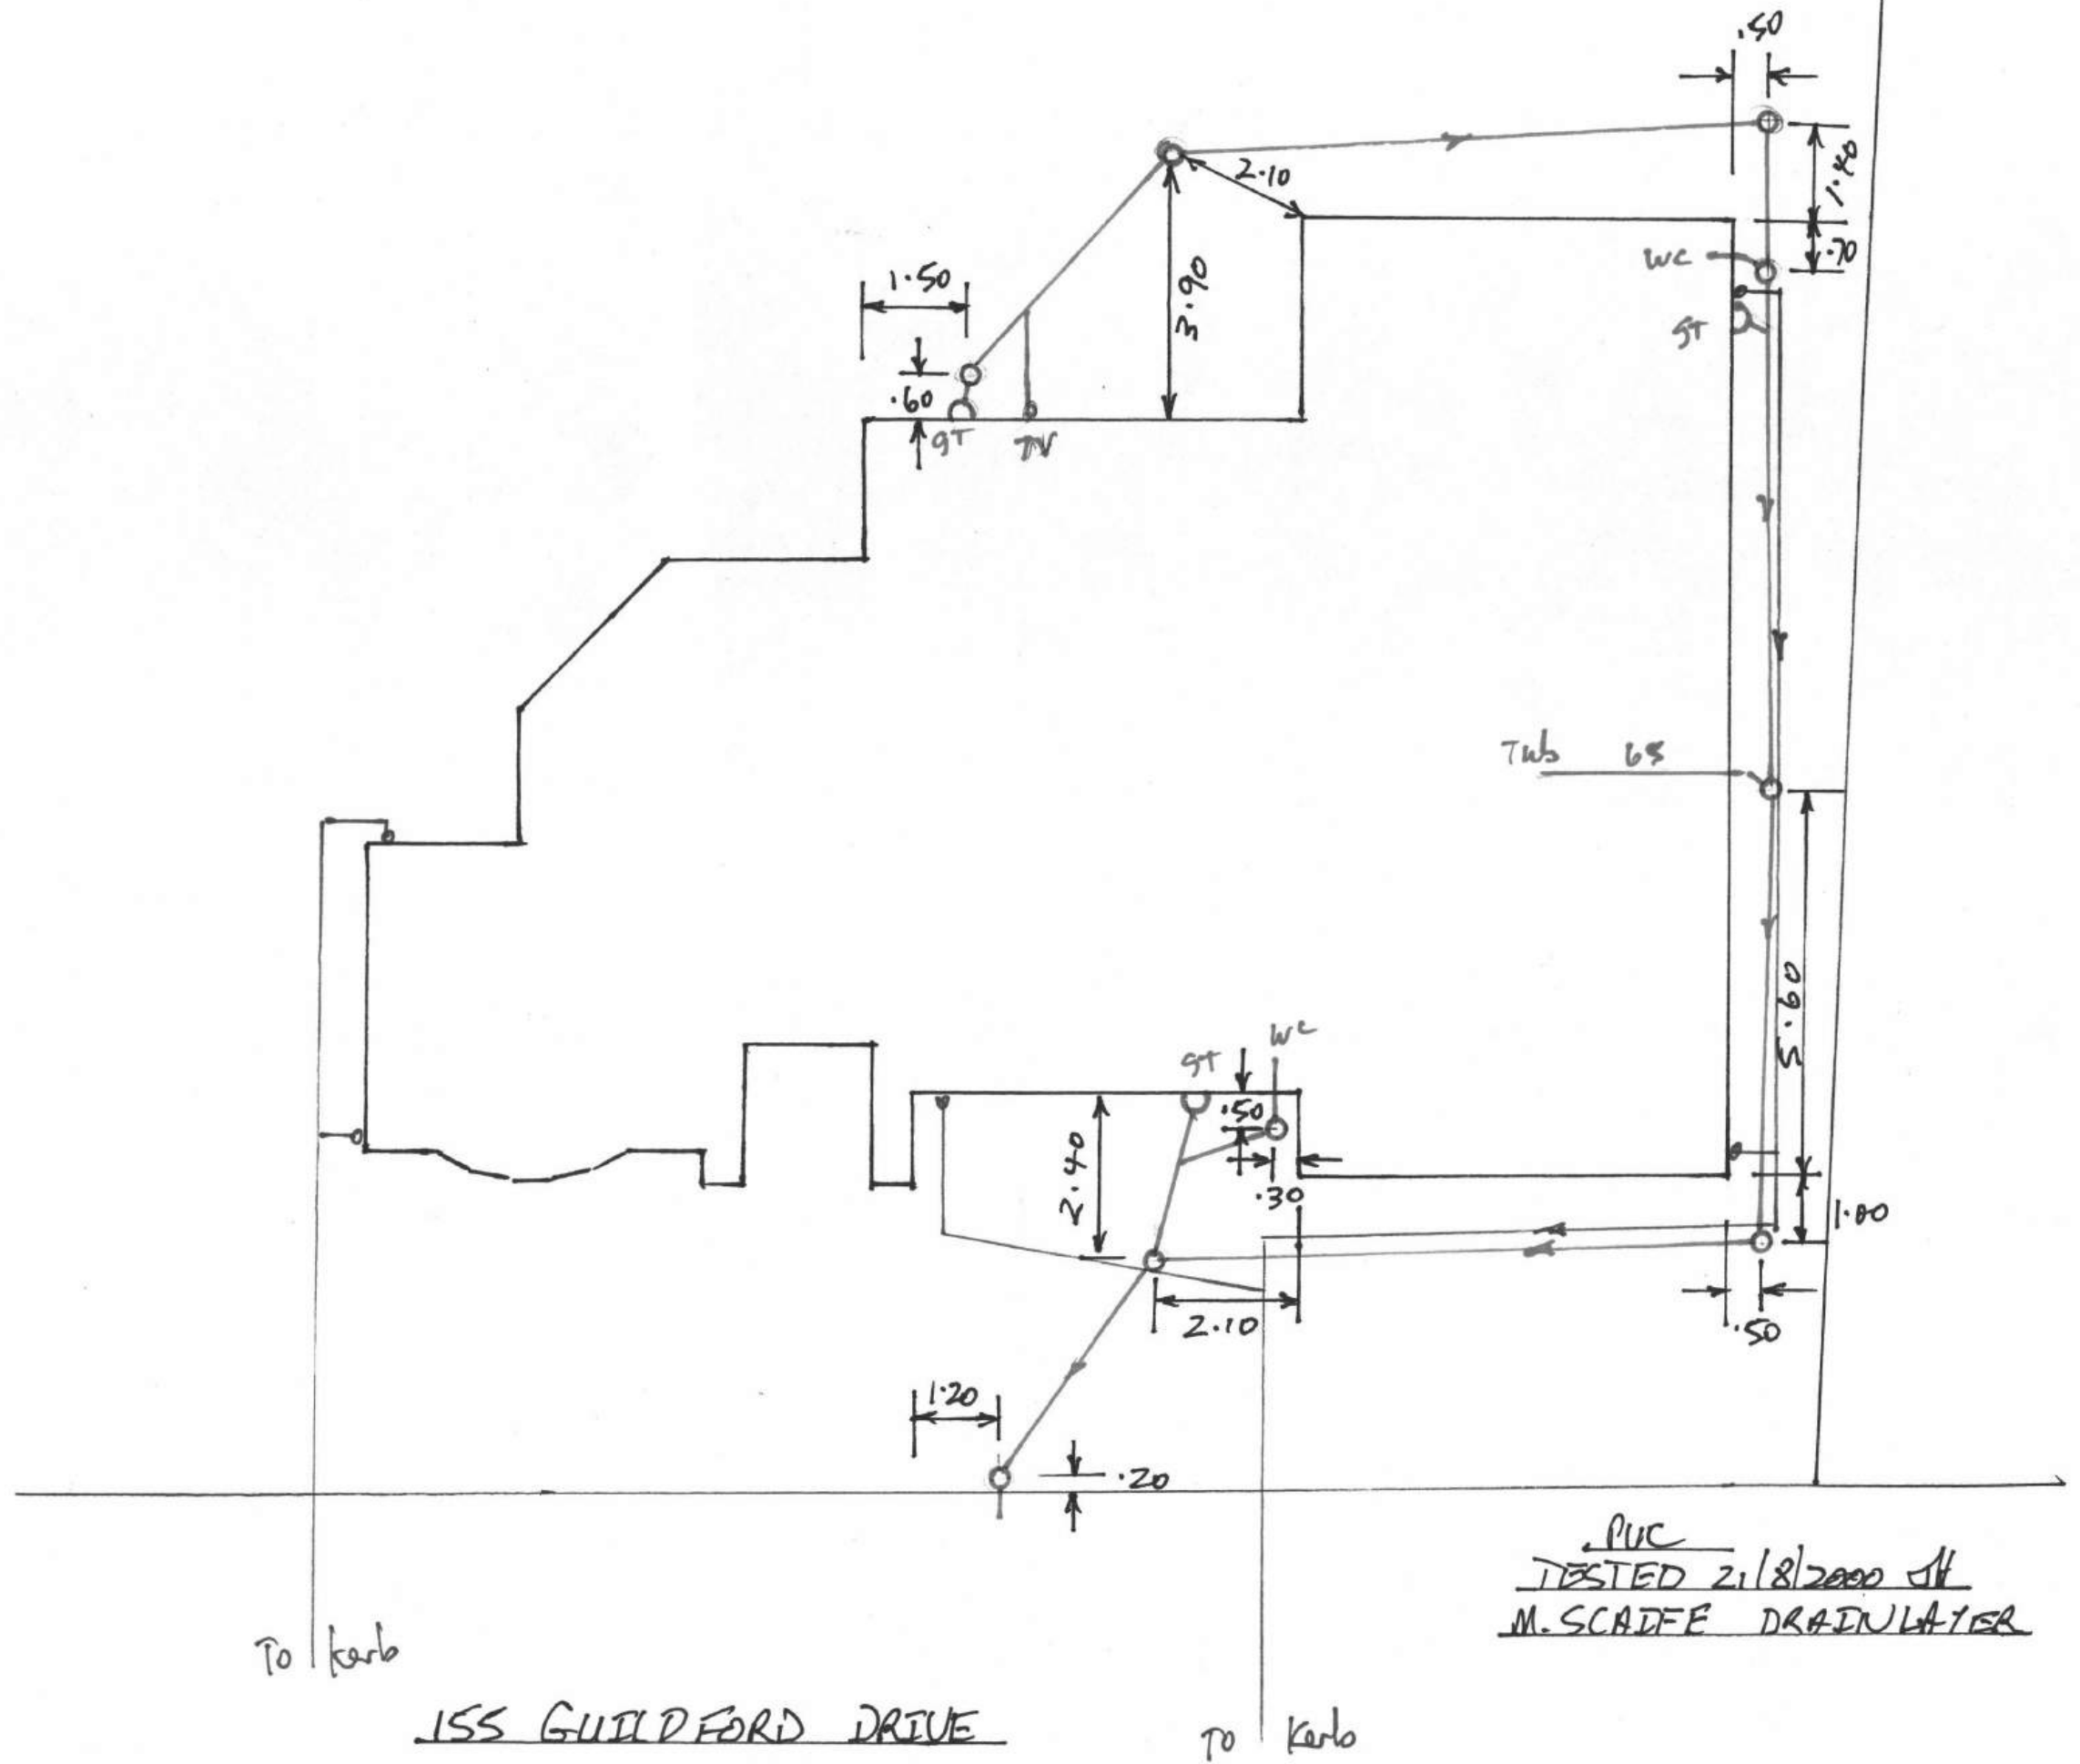 .50
2.10
1.40
WC
.70
1.50
3.90
GT
.60
GT
TV
Tub 65
5.60
WC
GT
.50
2.40
.30
1.00
2.10
.50
1.20
.20
PVC
TESTED 21/8/2000
M. SCAIFE DRAINLAYER
To Kerb
155 GUILDFORD DRIVE
To Kerb